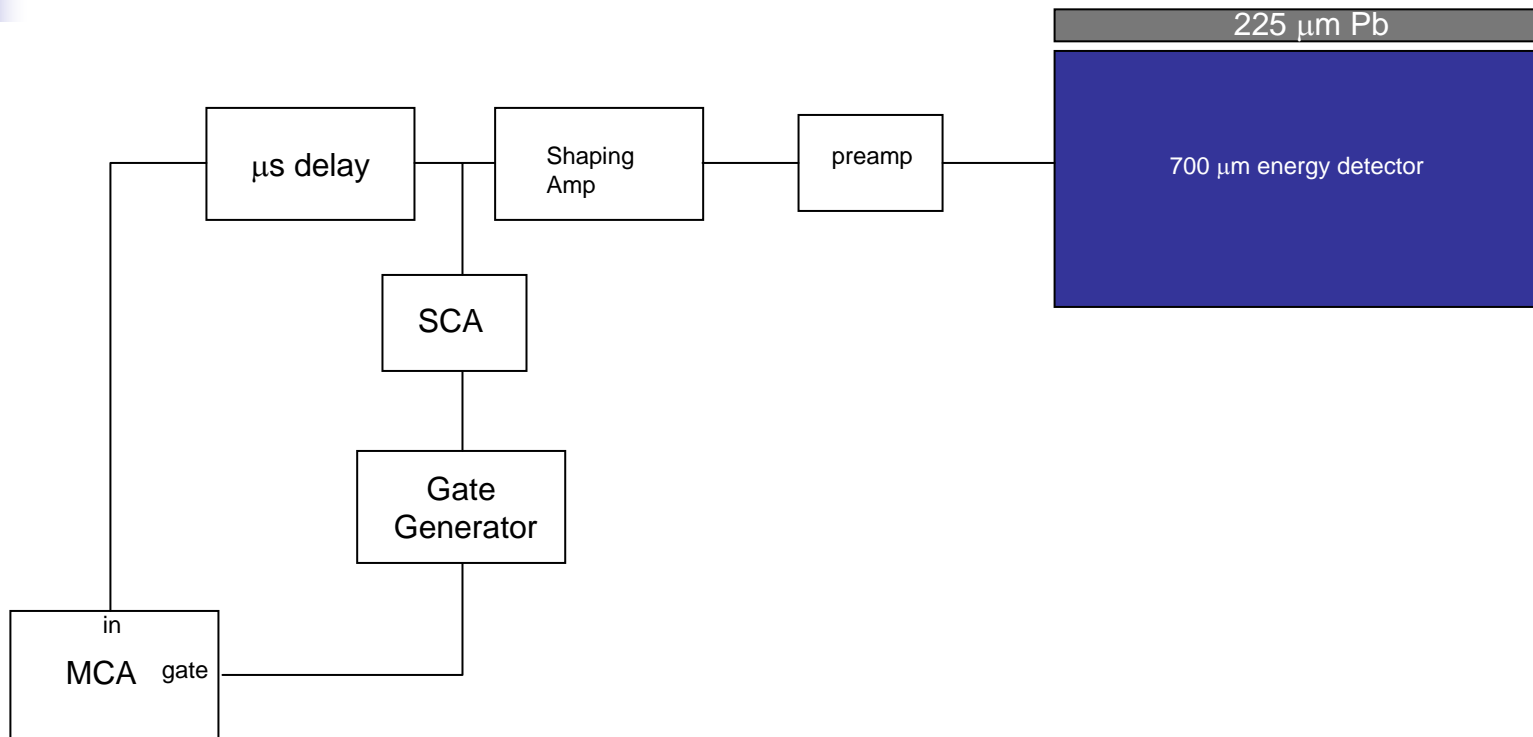 225 μm Pb
μs delay
Shaping
Amp
preamp
700 μm energy detector
SCA
Gate
Generator
in
MCA gate